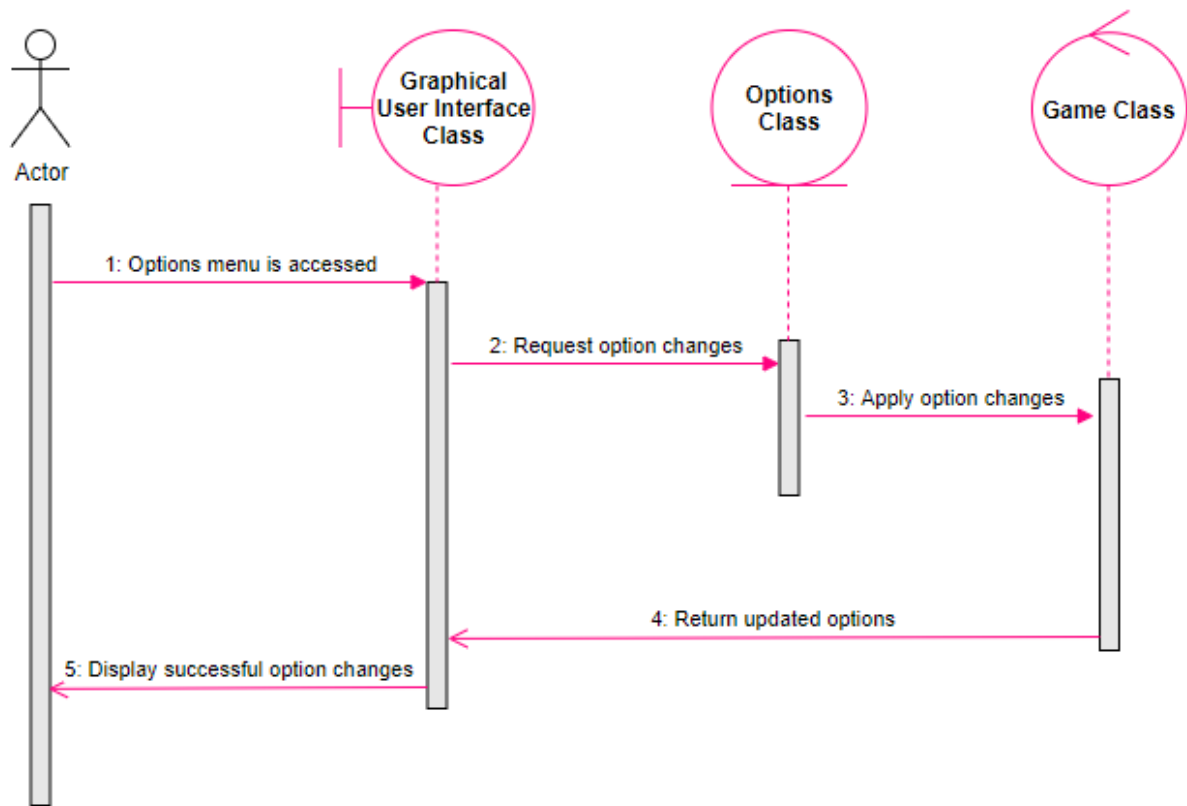 Graphical
User Interface
Class
Options
Class
Game Class
Actor
1: Options menu is accessed
2: Request option changes
3: Apply option changes
4: Return updated options
5: Display successful option changes